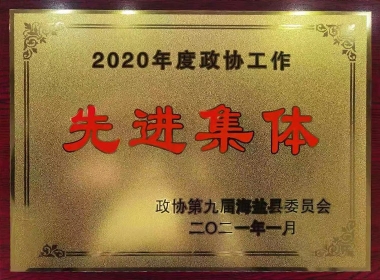 2020年度政协工作
先进集体
政协第九届海盐县委员会
二〇二一年一月